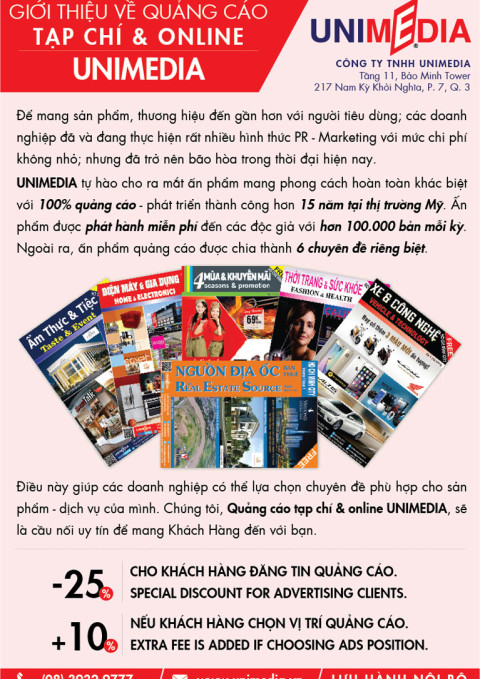 GIỚI THIỆU VỀ QUẢNG CÁO
TẠP CHÍ & ONLINE
UNIMEDIA
UNIMEDIA
CÔNG TY TNHH UNIMEDIA
Tầng 11, Bảo Minh Tower
217 Nam Kỳ Khởi Nghĩa, P. 7, Q. 3
Để mang sản phẩm, thương hiệu đến gần hơn với người tiêu dùng; các doanh
nghiệp đã và đang thực hiện rất nhiều hình thức PR - Marketing với mức chi phí
không nhỏ; nhưng đã trở nên bão hòa trong thời đại hiện nay.
UNIMEDIA tự hào cho ra mắt ấn phẩm mang phong cách hoàn toàn khác biệt
với 100% quảng cáo - phát triển thành công hơn 15 năm tại thị trường Mỹ. Ấn
phẩm được phát hành miễn phí đến các độc giả với hơn 100.000 bản mỗi kỳ.
Ngoài ra, ấn phẩm quảng cáo được chia thành 6 chuyên đề riêng biệt.
Ẩm Thực & Tiệc
Taste & Event
ĐIỆN MÁY & GIA DỤNG
HOME & ELECTRONICS
4 MÙA & KHUYẾN MÃI
seasons & promotion
THỜI TRANG & SỨC KHỎE
FASHION & HEALTH
XE & CÔNG NGHỆ
VEHICLE & TECHNOLOGY
FREE
NGUỒN ĐỊA ỐC
REAL ESTATE SOURCE
FREE
Điều này giúp các doanh nghiệp có thể lựa chọn chuyên đề phù hợp cho sản
phẩm - dịch vụ của mình. Chúng tôi, Quảng cáo tạp chí & online UNIMEDIA, sẽ
là cầu nối uy tín để mang Khách Hàng đến với bạn.
-25%
CHO KHÁCH HÀNG ĐĂNG TIN QUẢNG CÁO.
SPECIAL DISCOUNT FOR ADVERTISING CLIENTS.
+10%
NẾU KHÁCH HÀNG CHỌN VỊ TRÍ QUẢNG CÁO.
EXTRA FEE IS ADDED IF CHOOSING ADS POSITION.
(08) 3932 9777
www.unimedia.vn
LƯU HÀNH NỘI BỘ